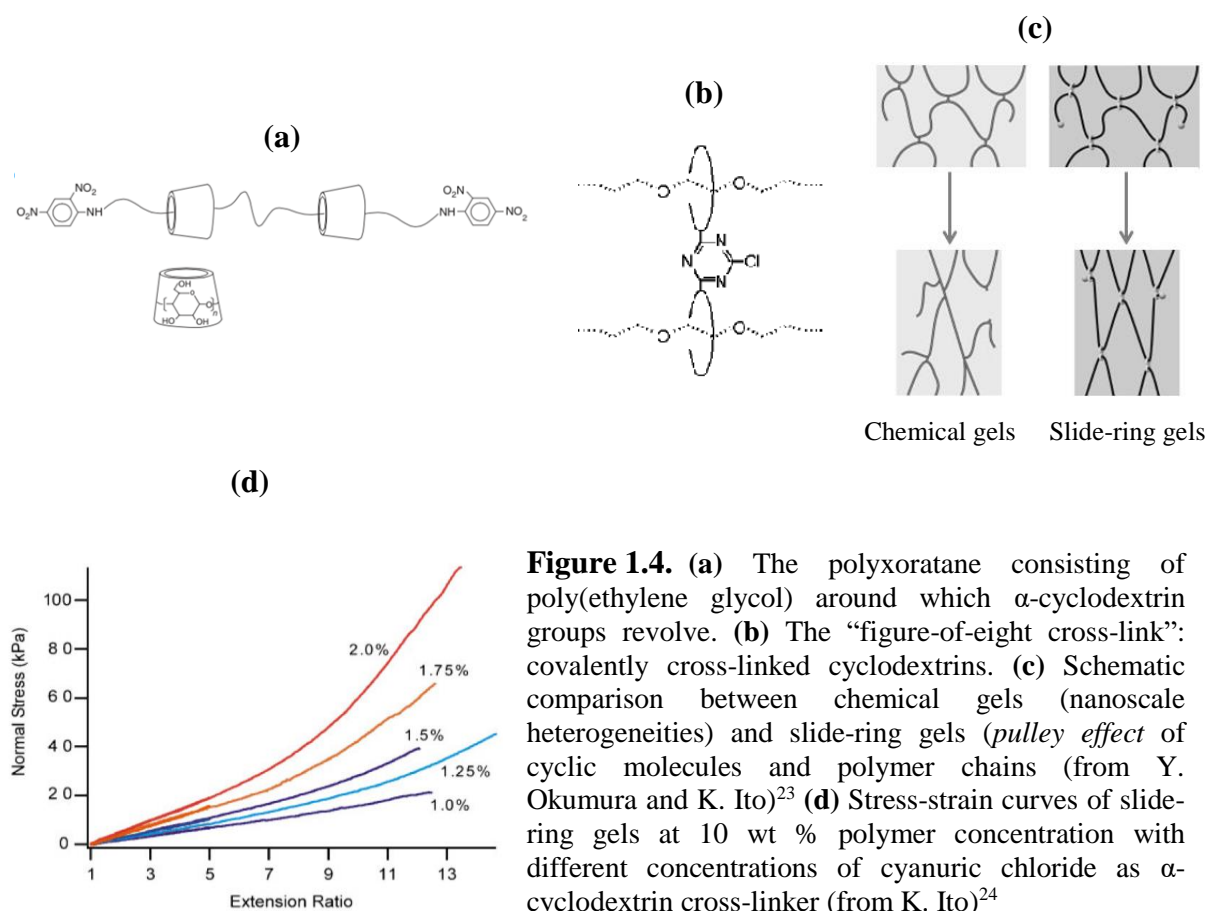 (c)
(b)
(a)
NO₂
O₂N
NH
O₂N
NH
NO₂
OH
O
O
HO
OH
n
O
O
N
N
Cl
N
O
O
Chemical gels Slide-ring gels
(d)
Normal Stress (kPa)
100
80
60
40
20
0
2.0%
1.75%
1.5%
1.25%
1.0%
1 3 5 7 9 11 13
Extension Ratio
Figure 1.4. (a) The polyxoratane consisting of
poly(ethylene glycol) around which α-cyclodextrin
groups revolve. (b) The “figure-of-eight cross-link”:
covalently cross-linked cyclodextrins. (c) Schematic
comparison between chemical gels (nanoscale
heterogeneities) and slide-ring gels (pulley effect of
cyclic molecules and polymer chains (from Y.
Okumura and K. Ito)²³ (d) Stress-strain curves of slide-
ring gels at 10 wt % polymer concentration with
different concentrations of cyanuric chloride as α-
cyclodextrin cross-linker (from K. Ito)²⁴